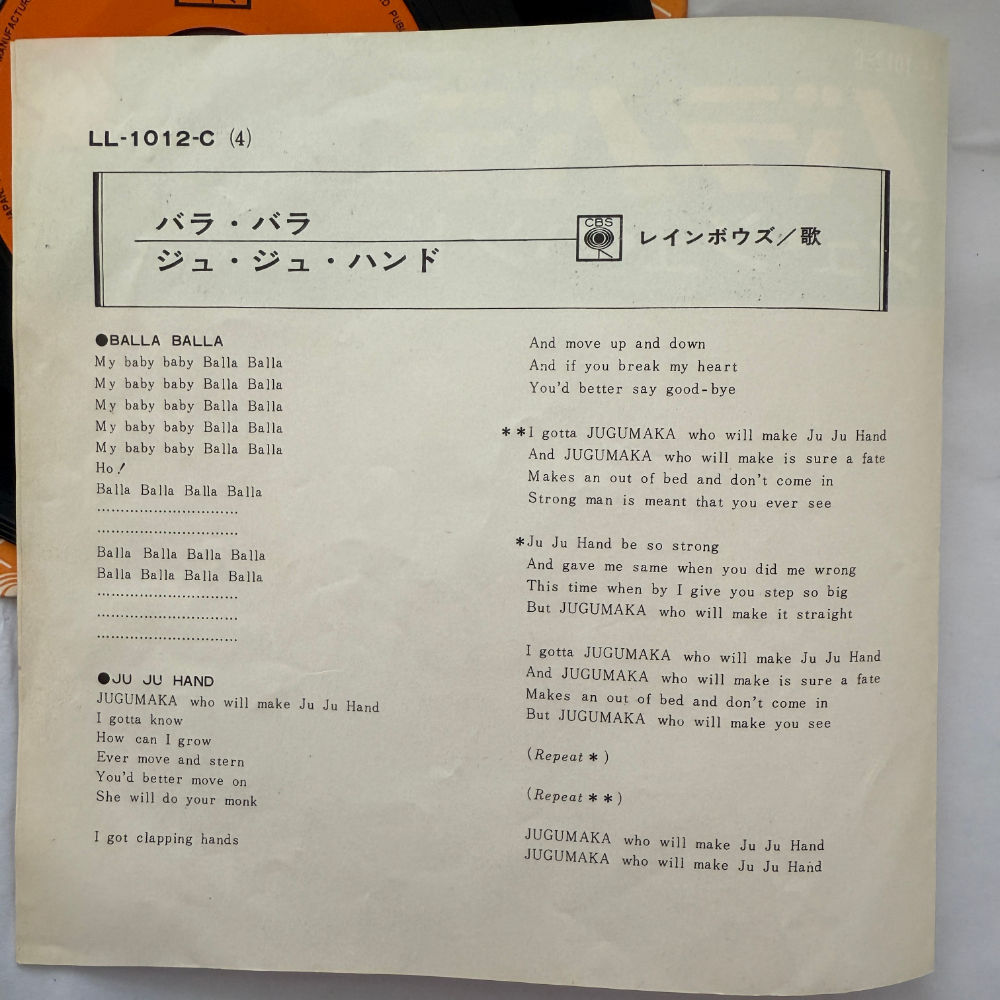 MANUFACTUR
D PUB
JAPAN.
LL-1012-C (4)
バラ・バラ
ジュ・ジュ・ハンド
CBS
レインボウズ/歌
●BALLA BALLA
My baby baby Balla Balla
My baby baby Balla Balla
My baby baby Balla Balla
My baby baby Balla Balla
My baby baby Balla Balla
Ho!
Balla Balla Balla Balla
..............................
..............................
Balla Balla Balla Balla
Balla Balla Balla Balla
..............................
..............................
..............................
●JU JU HAND
JUGUMAKA who will make Ju Ju Hand
I gotta know
How can I grow
Ever move and stern
You'd better move on
She will do your monk
I got clapping hands
And move up and down
And if you break my heart
You'd better say good-bye
**I gotta JUGUMAKA who will make Ju Ju Hand
And JUGUMAKA who will make is sure a fate
Makes an out of bed and don't come in
Strong man is meant that you ever see
*Ju Ju Hand be so strong
And gave me same when you did me wrong
This time when by I give you step so big
But JUGUMAKA who will make it straight
I gotta JUGUMAKA who will make Ju Ju Hand
And JUGUMAKA who will make is sure a fate
Makes an out of bed and don't come in
But JUGUMAKA who will make you see
(Repeat *)
(Repeat **)
JUGUMAKA who will make Ju Ju Hand
JUGUMAKA who will make Ju Ju Hand